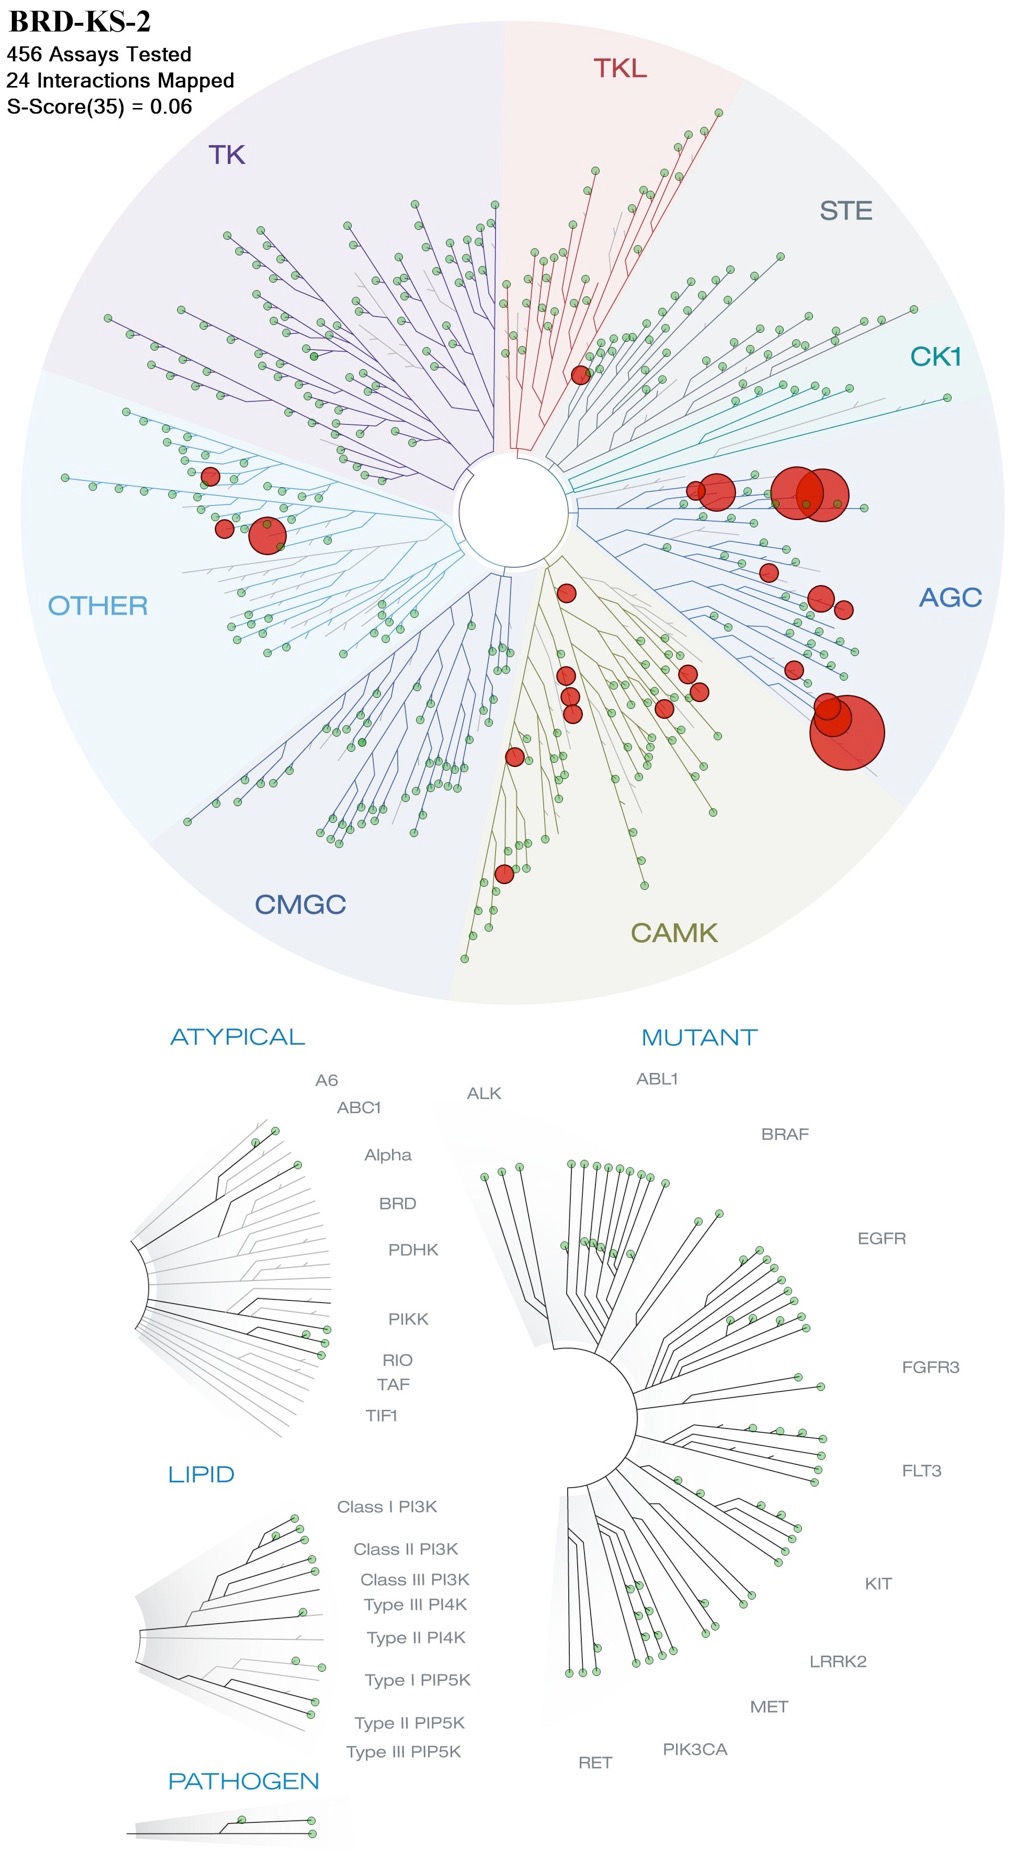 BRD-KS-2
456 Assays Tested
24 Interactions Mapped
S-Score(35) = 0.06
TKL
TK
STE
CK1
AGC
OTHER
CMGC
CAMK
ATYPICAL
MUTANT
A6
ABC1
ALK
ABL1
BRAF
Alpha
BRD
EGFR
PDHK
PIKK
RIO
FGFR3
TAF
TIF1
LIPID
FLT3
Class I PI3K
Class II PI3K
Class III PI3K
KIT
Type III PI4K
Type II PI4K
LRRK2
Type I PIP5K
MET
Type II PIP5K
PIK3CA
Type III PIP5K
RET
PATHOGEN